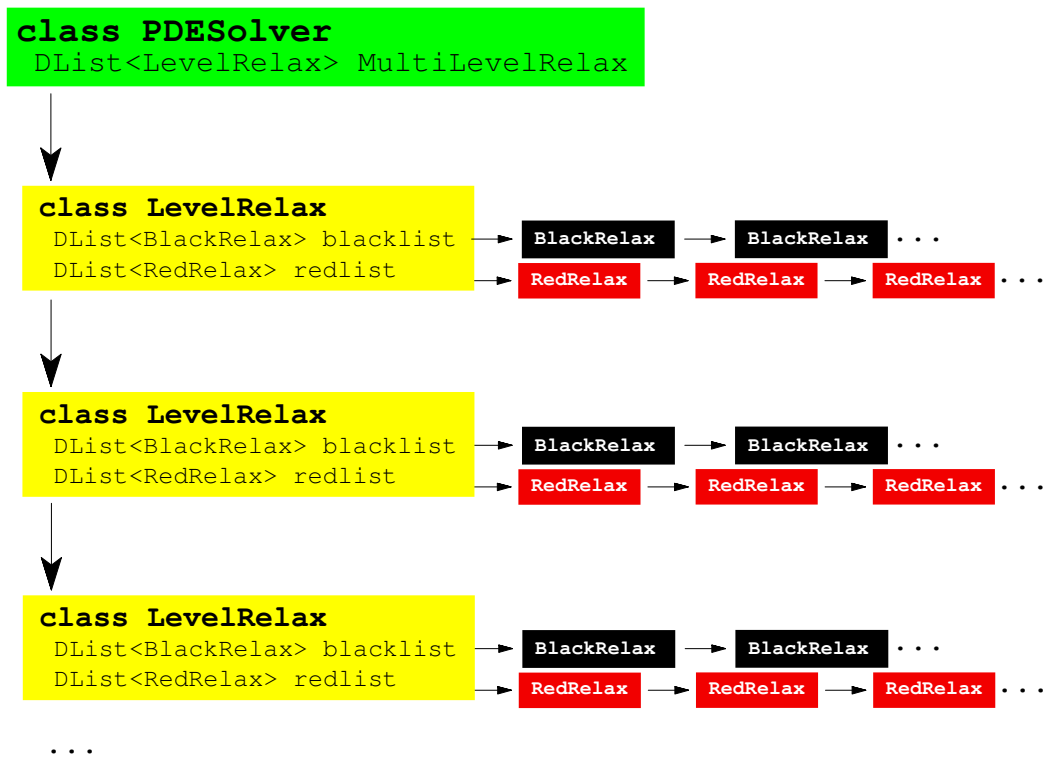 class PDESolver
DList<LevelRelax> MultiLevelRelax
class LevelRelax
DList<BlackRelax> blacklist BlackRelax BlackRelax ...
DList<RedRelax> redlist RedRelax RedRelax RedRelax ...
class LevelRelax
DList<BlackRelax> blacklist BlackRelax BlackRelax ...
DList<RedRelax> redlist RedRelax RedRelax RedRelax ...
class LevelRelax
DList<BlackRelax> blacklist BlackRelax BlackRelax ...
DList<RedRelax> redlist RedRelax RedRelax RedRelax ...
...